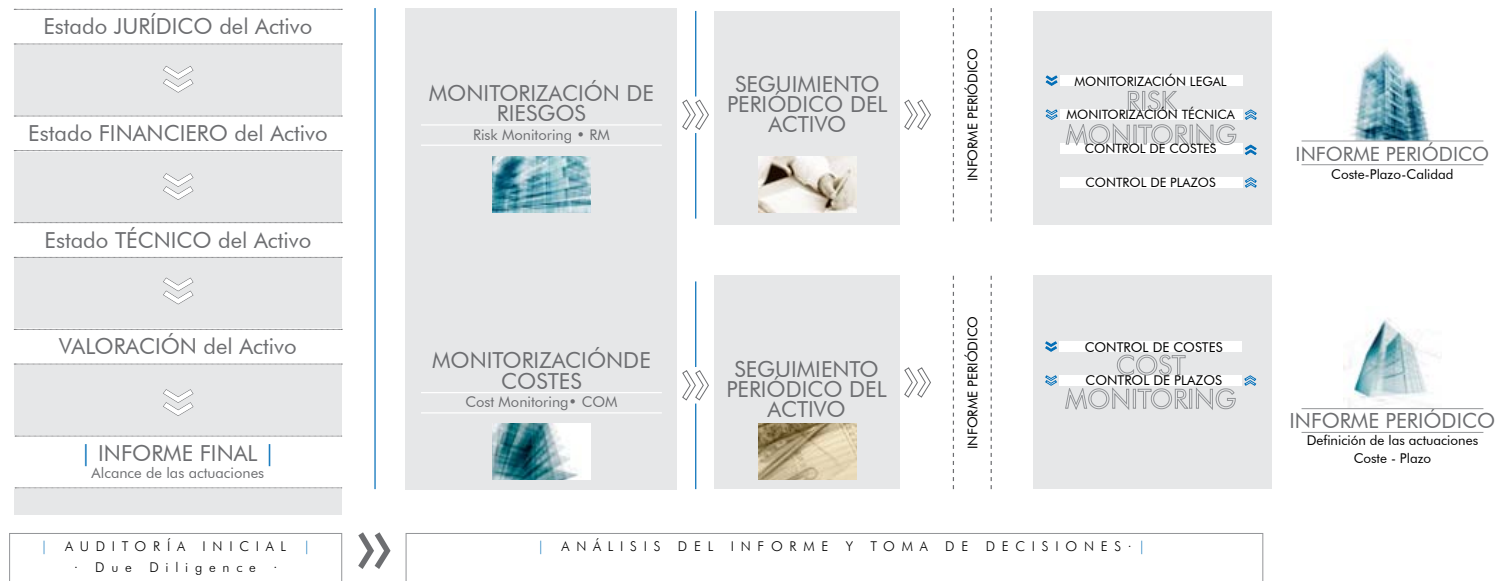 Estado JURÍDICO del Activo
Estado FINANCIERO del Activo
Estado TÉCNICO del Activo
VALORACIÓN del Activo
| INFORME FINAL |
Alcance de las actuaciones
MONITORIZACIÓN DE
RIESGOS
Risk Monitoring • RM
SEGUIMIENTO
PERIÓDICO DEL
ACTIVO
INFORME PERIÓDICO
MONITORIZACIÓN LEGAL
RISK
MONITORIZACIÓN TÉCNICA
MONITORING
CONTROL DE COSTES
CONTROL DE PLAZOS
INFORME PERIÓDICO
Coste-Plazo-Calidad
MONITORIZACIÓNDE
COSTES
Cost Monitoring• COM
SEGUIMIENTO
PERIÓDICO DEL
ACTIVO
INFORME PERIÓDICO
CONTROL DE COSTES
COST
CONTROL DE PLAZOS
MONITORING
INFORME PERIÓDICO
Definición de las actuaciones
Coste - Plazo
| AUDITORÍA INICIAL |
· Due Diligence ·
| ANÁLISIS DEL INFORME Y TOMA DE DECISIONES· |